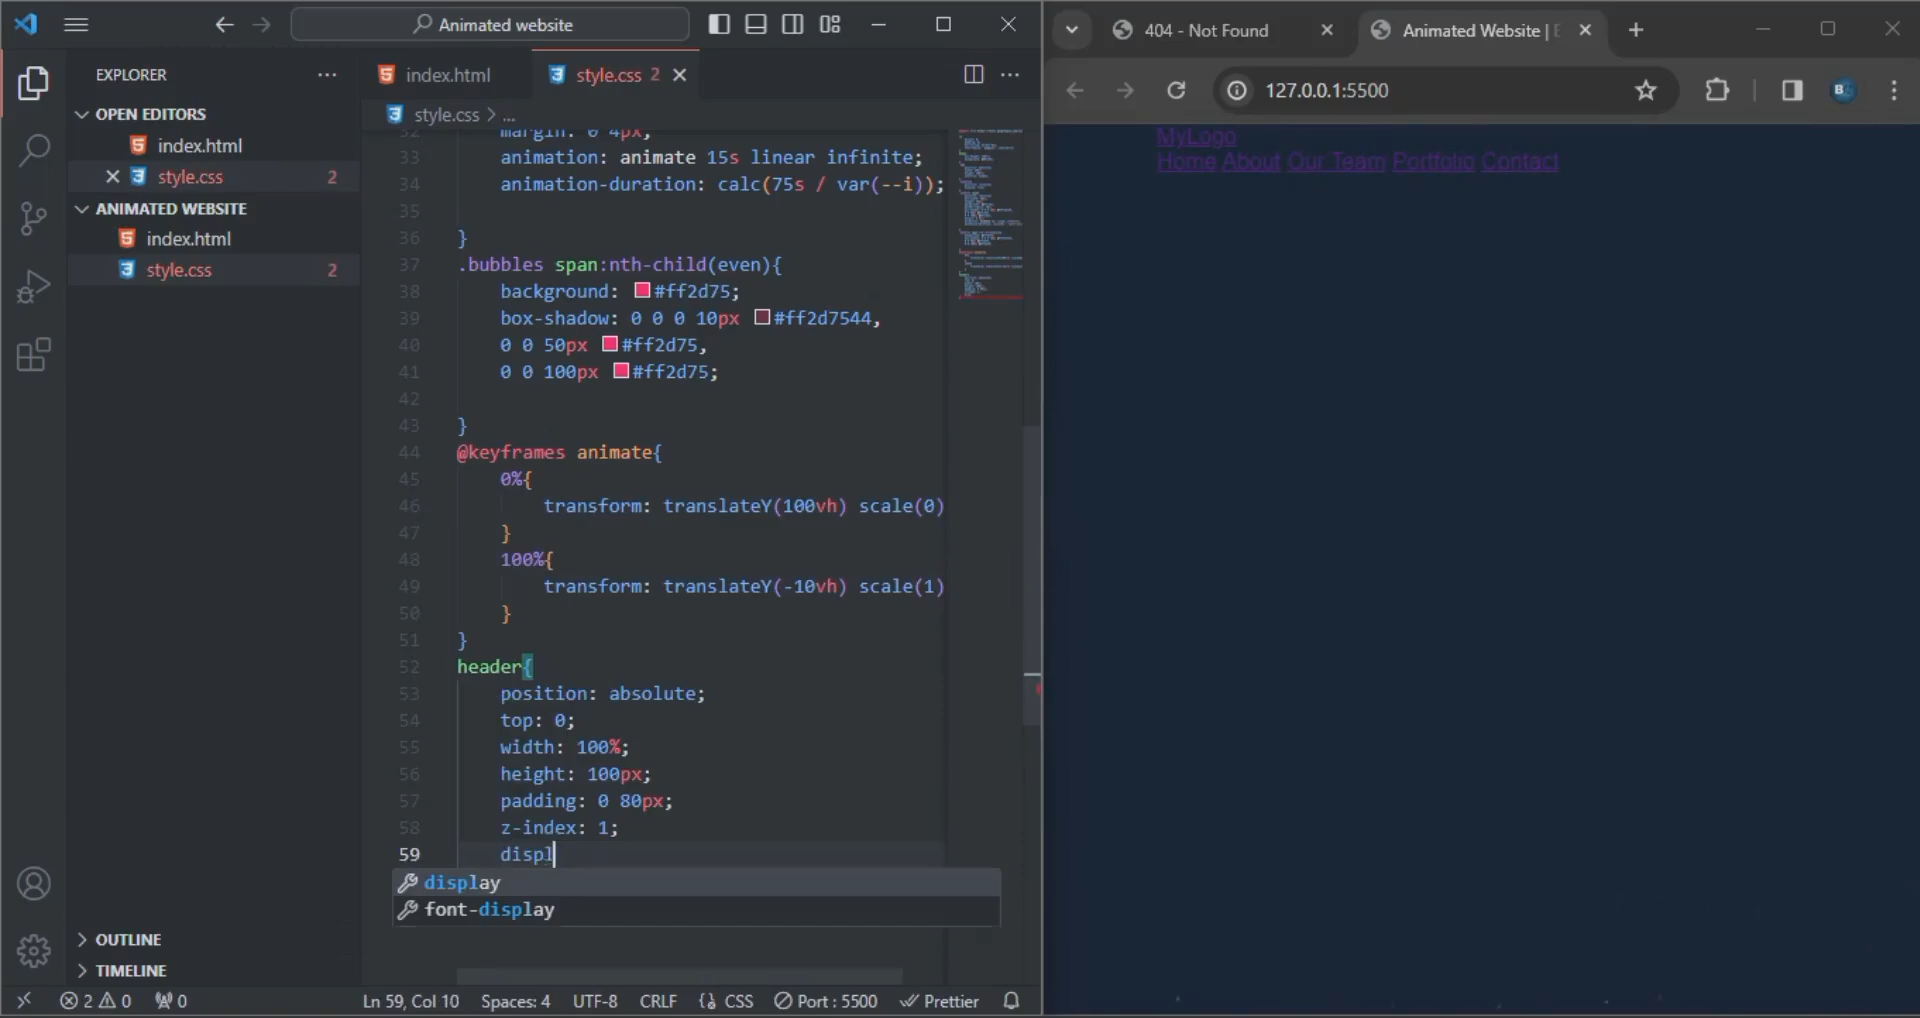 Animated website
EXPLORER
OPEN EDITORS
index.html
style.css 2
ANIMATED WEBSITE
index.html
style.css 2
OUTLINE
TIMELINE
index.html
style.css 2
style.css > ...
32 margin: 0 4px;
33 animation: animate 15s linear infinite;
34 animation-duration: calc(75s / var(--i));
35
36 }
37 .bubbles span:nth-child(even){
38 background: #ff2d75;
39 box-shadow: 0 0 0 10px #ff2d7544,
40 0 0 50px #ff2d75,
41 0 0 100px #ff2d75;
42
43 }
44 @keyframes animate{
45 0%{
46 transform: translateY(100vh) scale(0)
47 }
48 100%{
49 transform: translateY(-10vh) scale(1)
50 }
51 }
52 header{
53 position: absolute;
54 top: 0;
55 width: 100%;
56 height: 100px;
57 padding: 0 80px;
58 z-index: 1;
59 displ
display
font-display
2 0 0 Ln 59, Col 10 Spaces: 4 UTF-8 CRLF CSS Port : 5500 Prettier
404 - Not Found
Animated Website |
127.0.0.1:5500
MyLogo
Home About Our Team Portfolio Contact